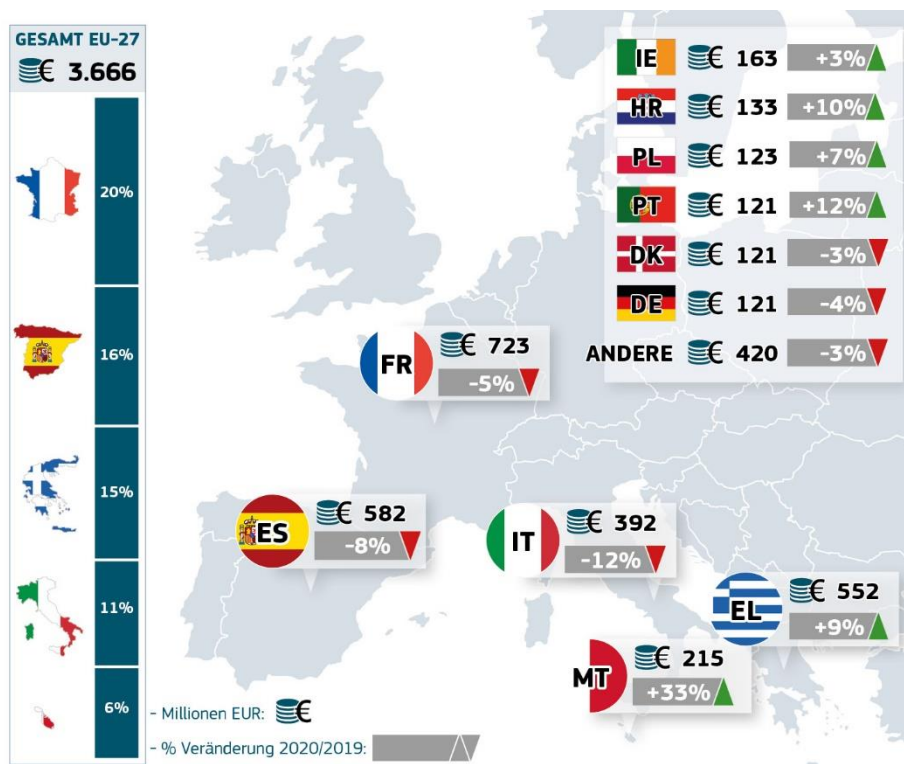 GESAMT EU-27
€ 3.666
20%
16%
15%
11%
6%
IE € 163 +3%
HR € 133 +10%
PL € 123 +7%
PT € 121 +12%
DK € 121 -3%
DE € 121 -4%
ANDERE € 420 -3%
FR € 723
-5%
ES € 582
-8%
IT € 392
-12%
EL € 552
+9%
MT € 215
+33%
- Millionen EUR: €
- % Veränderung 2020/2019: